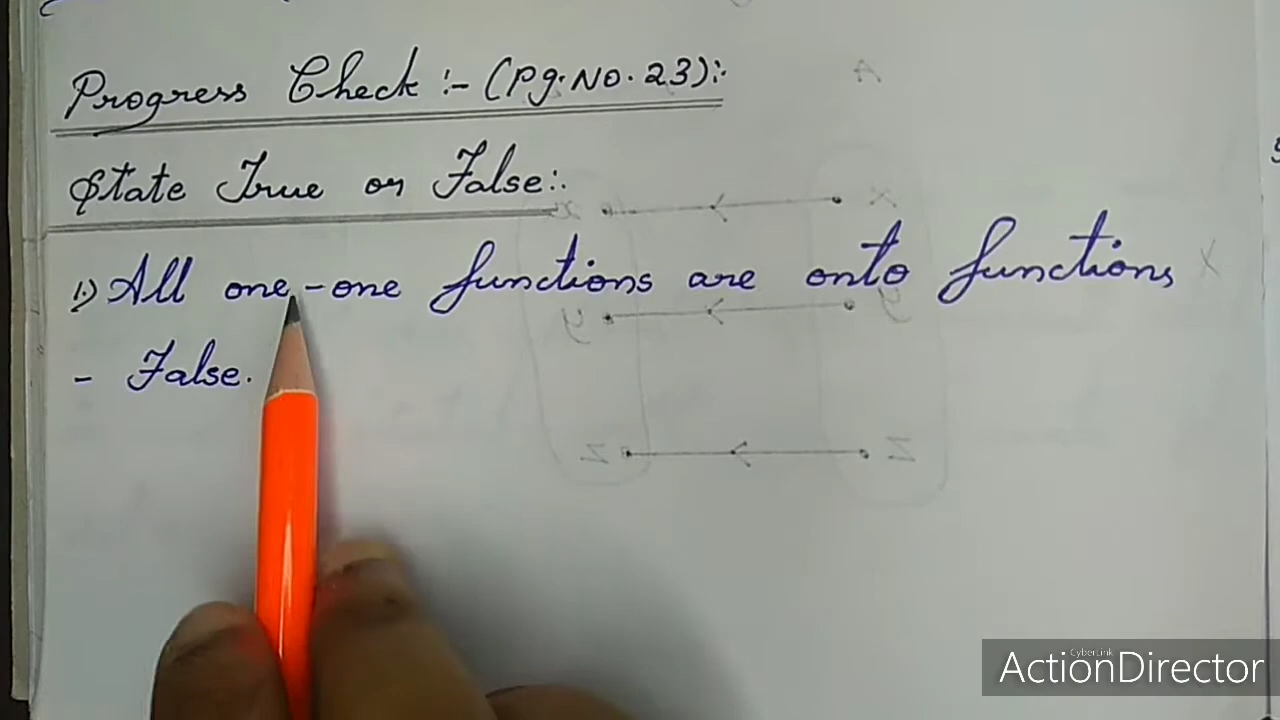 Progress Check :- (Pg. No. 23):-
State True or False:-
1.) All one-one functions are onto functions
- False.
CyberLink
ActionDirector